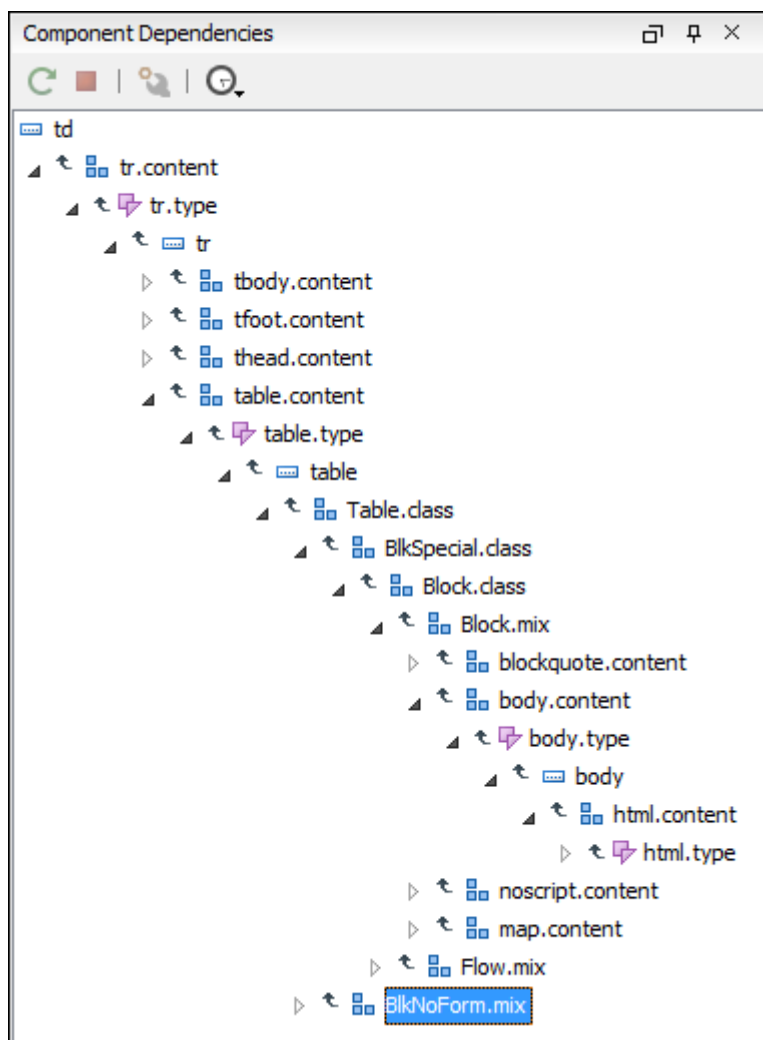 Component Dependencies
td
tr.content
tr.type
tr
tbody.content
tfoot.content
thead.content
table.content
table.type
table
Table.class
BlkSpecial.class
Block.class
Block.mix
blockquote.content
body.content
body.type
body
html.content
html.type
noscript.content
map.content
Flow.mix
BlkNoForm.mix